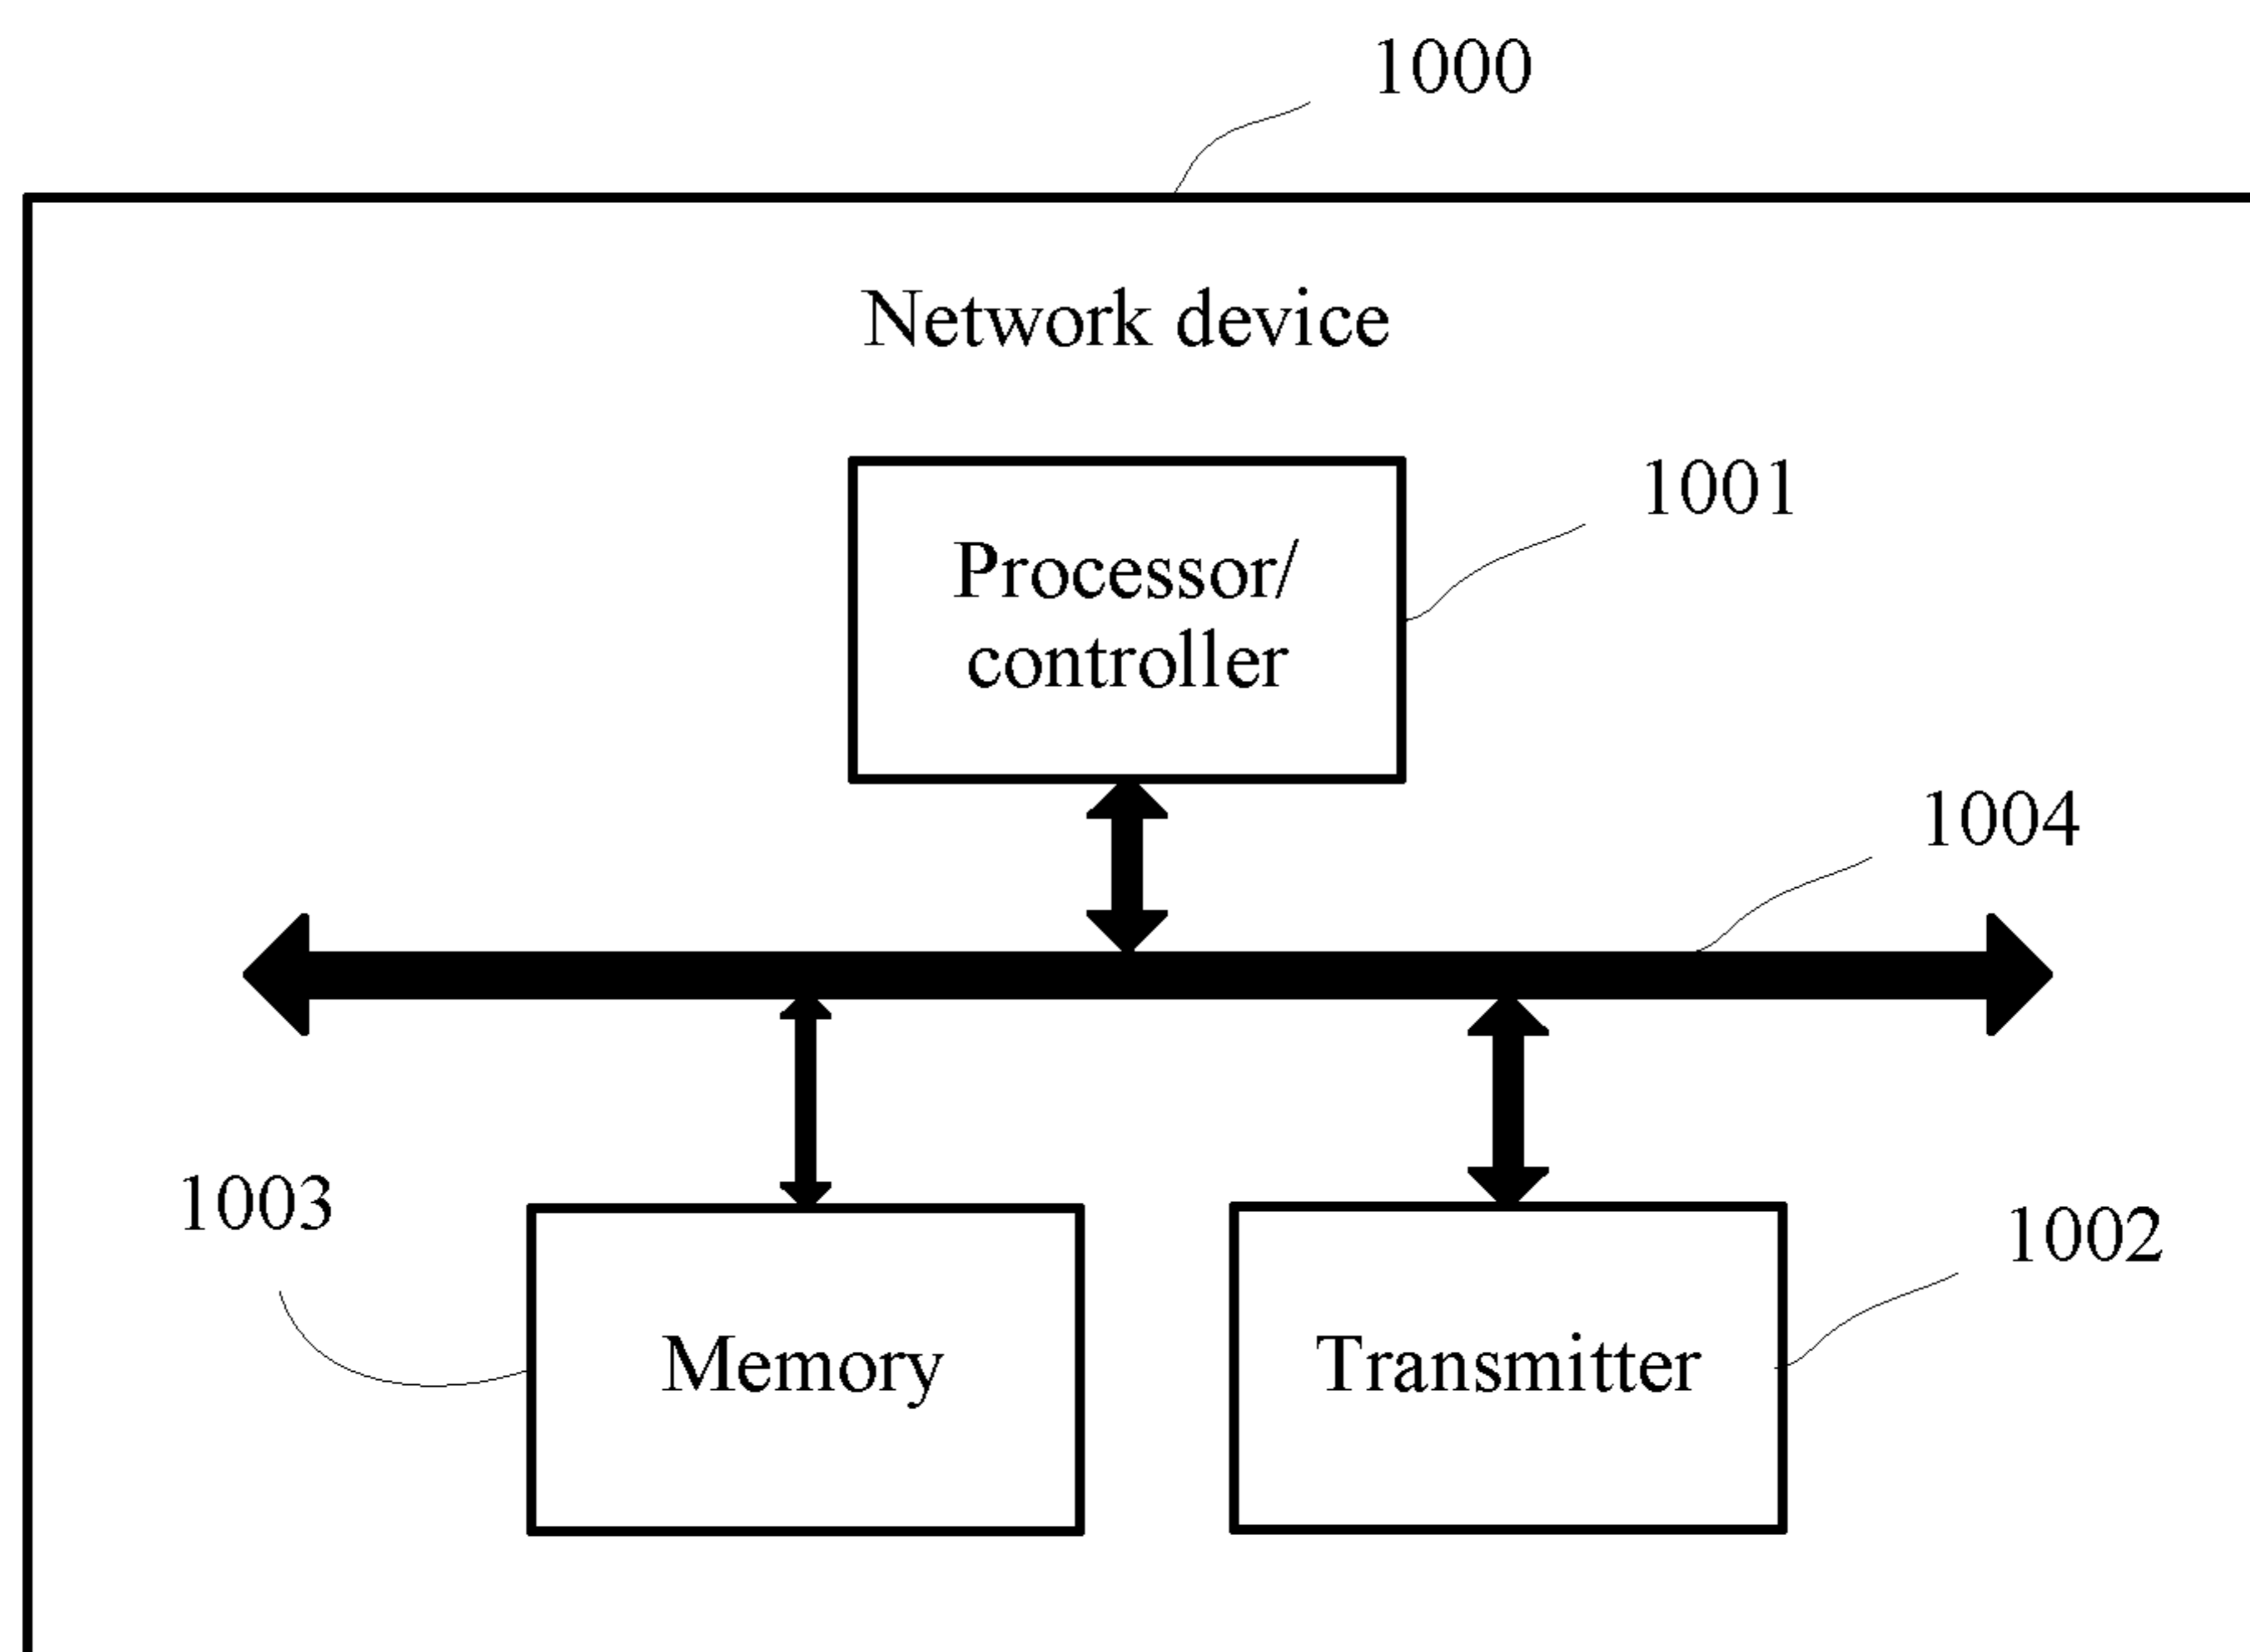 1000
Network device
1001
Processor/
controller
1004
1003
1002
Memory
Transmitter